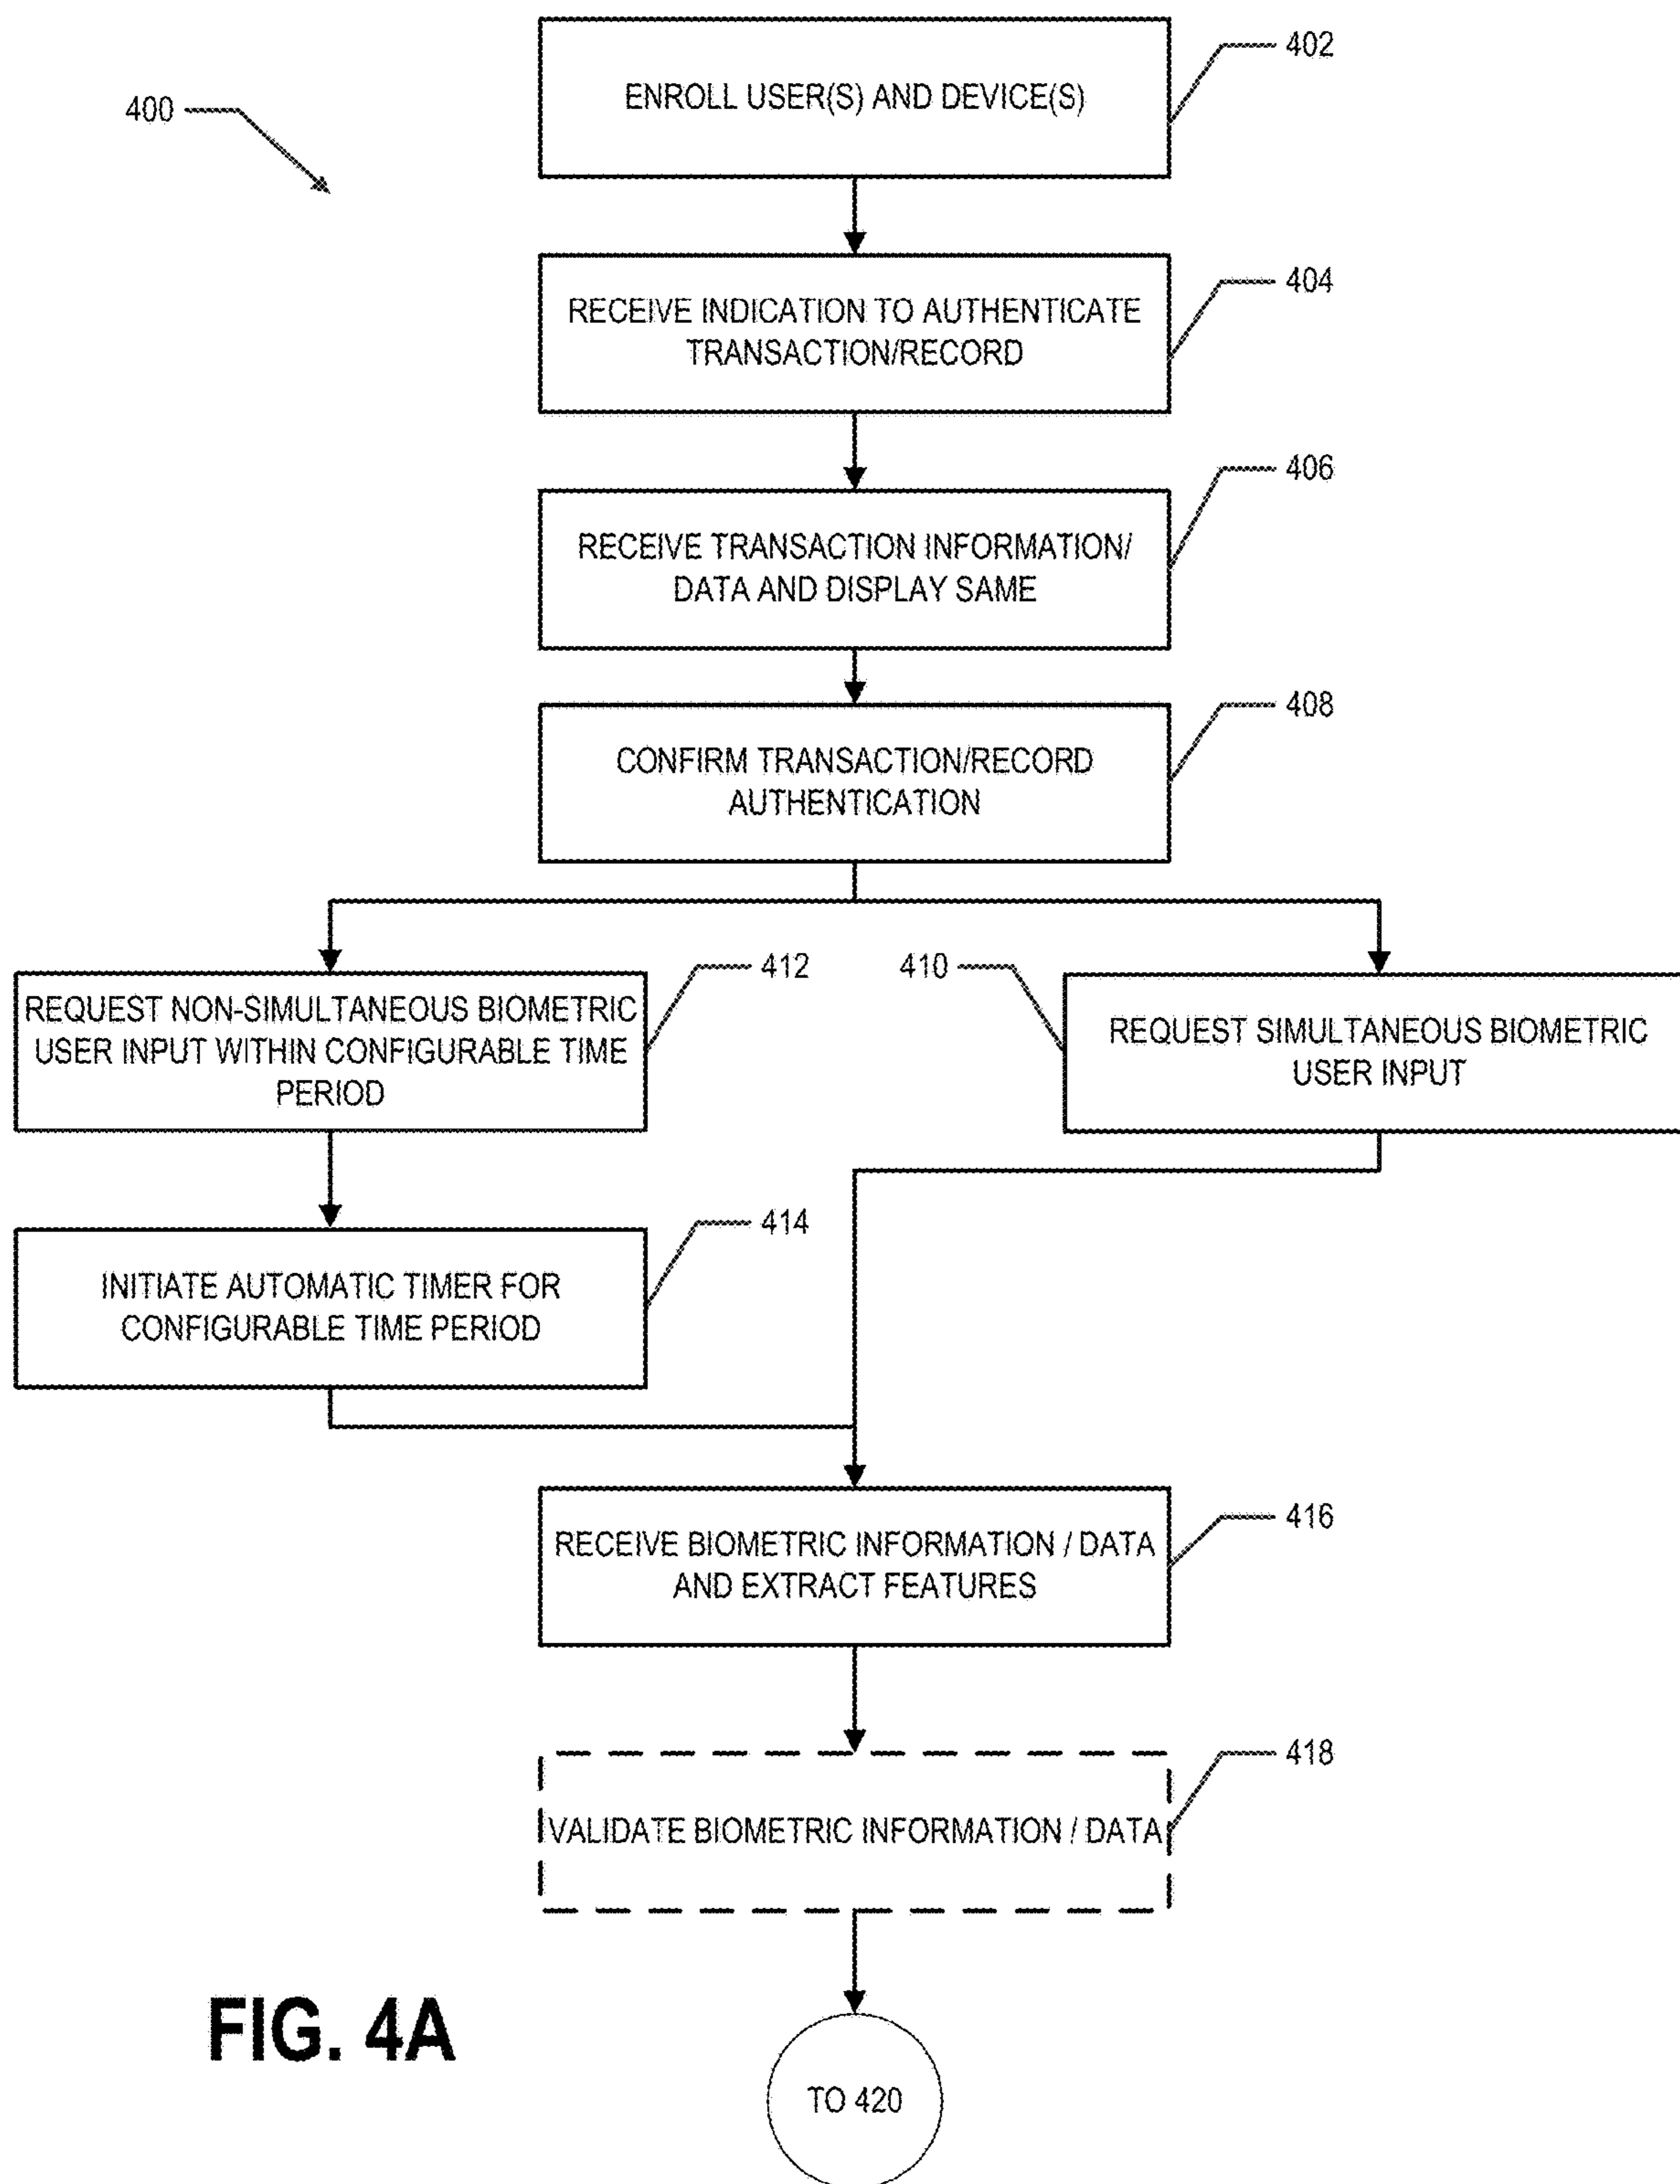 402
ENROLL USER(S) AND DEVICE(S)
400
404
RECEIVE INDICATION TO AUTHENTICATE
TRANSACTION/RECORD
406
RECEIVE TRANSACTION INFORMATION/
DATA AND DISPLAY SAME
408
CONFIRM TRANSACTION/RECORD
AUTHENTICATION
412
REQUEST NON-SIMULTANEOUS BIOMETRIC
USER INPUT WITHIN CONFIGURABLE TIME
PERIOD
410
REQUEST SIMULTANEOUS BIOMETRIC
USER INPUT
414
INITIATE AUTOMATIC TIMER FOR
CONFIGURABLE TIME PERIOD
416
RECEIVE BIOMETRIC INFORMATION / DATA
AND EXTRACT FEATURES
418
VALIDATE BIOMETRIC INFORMATION / DATA
FIG. 4A
TO 420